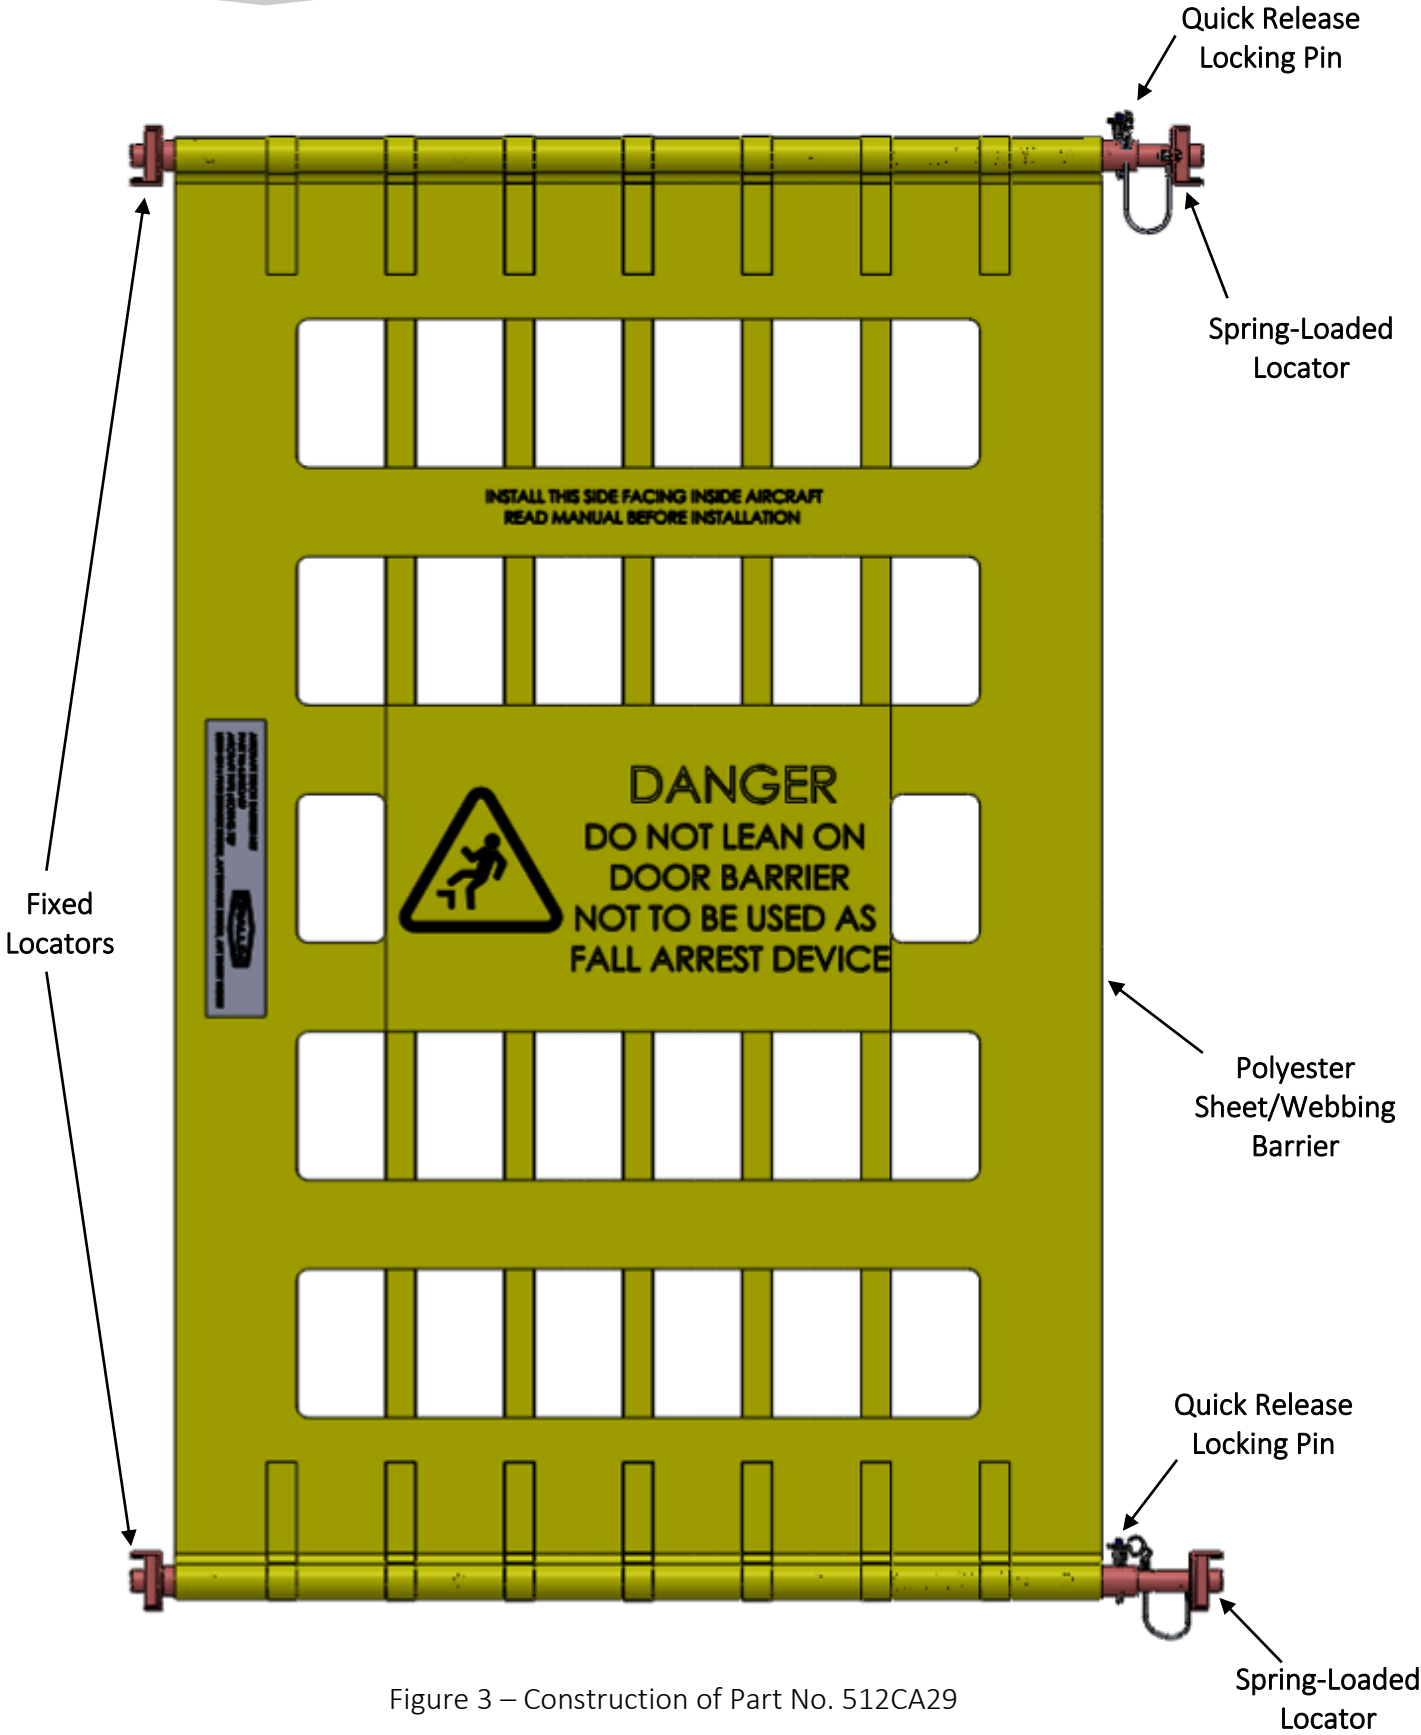 Quick Release
Locking Pin
Spring-Loaded
Locator
INSTALL THIS SIDE FACING INSIDE AIRCRAFT
READ MANUAL BEFORE INSTALLATION
DANGER
DO NOT LEAN ON
DOOR BARRIER
NOT TO BE USED AS
FALL ARREST DEVICE
Fixed
Locators
Polyester
Sheet/Webbing
Barrier
Quick Release
Locking Pin
Spring-Loaded
Locator
Figure 3 – Construction of Part No. 512CA29